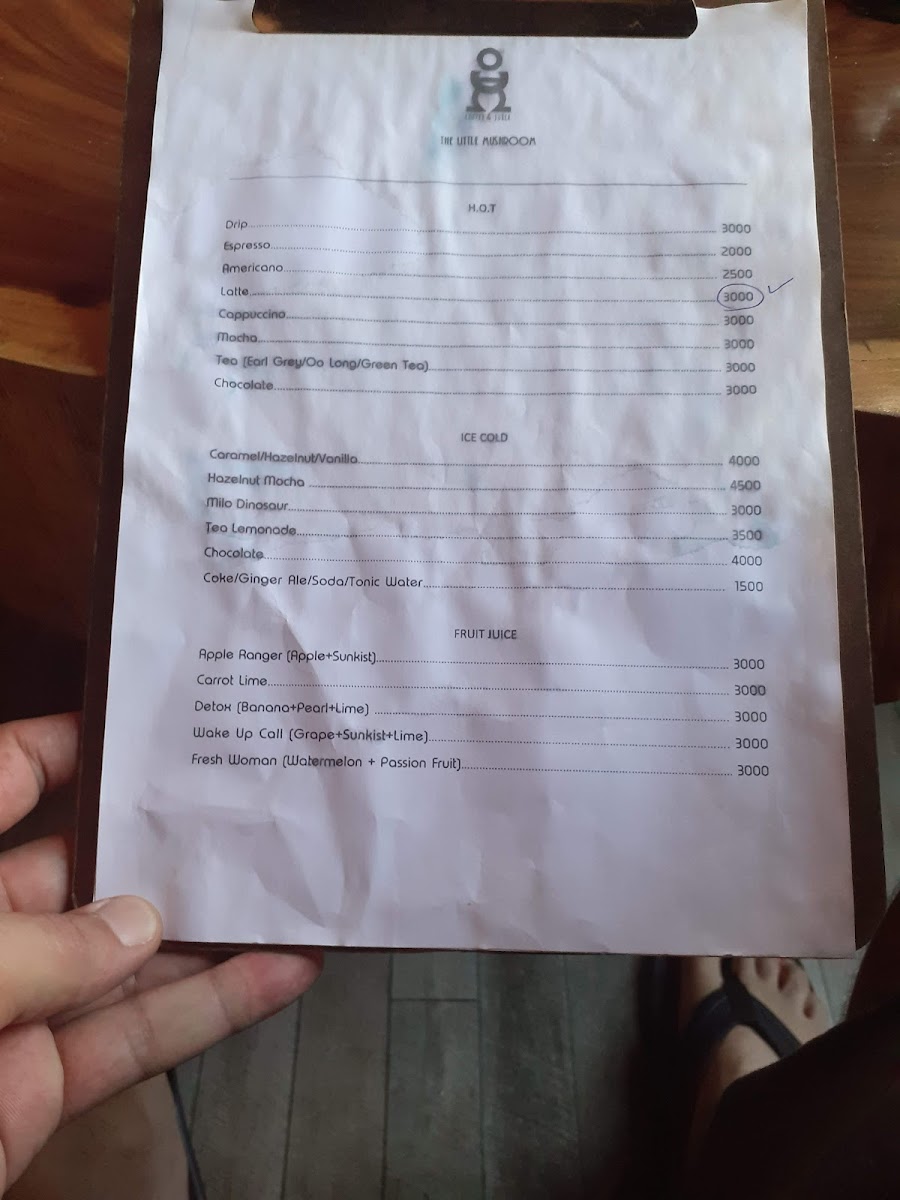 THE LITTLE MUSHROOM
H.O.T
Drip 3000
Espresso 2000
Americano 2500
Latte 3000
Cappuccino 3000
Mocha 3000
Tea (Earl Grey/Oo Long/Green Tea) 3000
Chocolate 3000
ICE COLD
Caramel/Hazelnut/Vanilla 4000
Hazelnut Mocha 4500
Milo Dinosaur 3000
Tea Lemonade 3500
Chocolate 4000
Coke/Ginger Ale/Soda/Tonic Water 1500
FRUIT JUICE
Apple Ranger (Apple+Sunkist) 3000
Carrot Lime 3000
Detox (Banana+Pearl+Lime) 3000
Wake Up Call (Grape+Sunkist+Lime) 3000
Fresh Woman (Watermelon + Passion Fruit) 3000